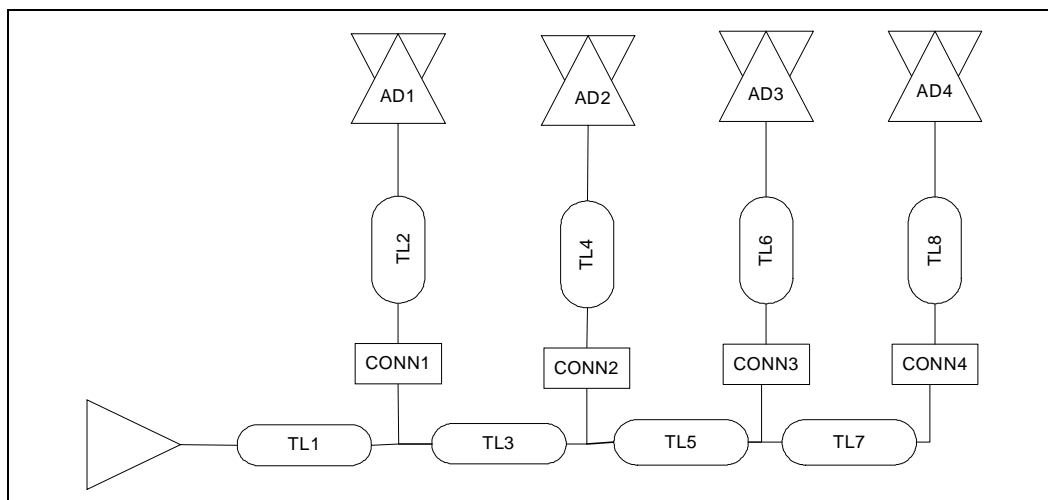 AD1 AD2 AD3 AD4
TL2 TL4 TL6 TL8
CONN1 CONN2 CONN3 CONN4
TL1 TL3 TL5 TL7